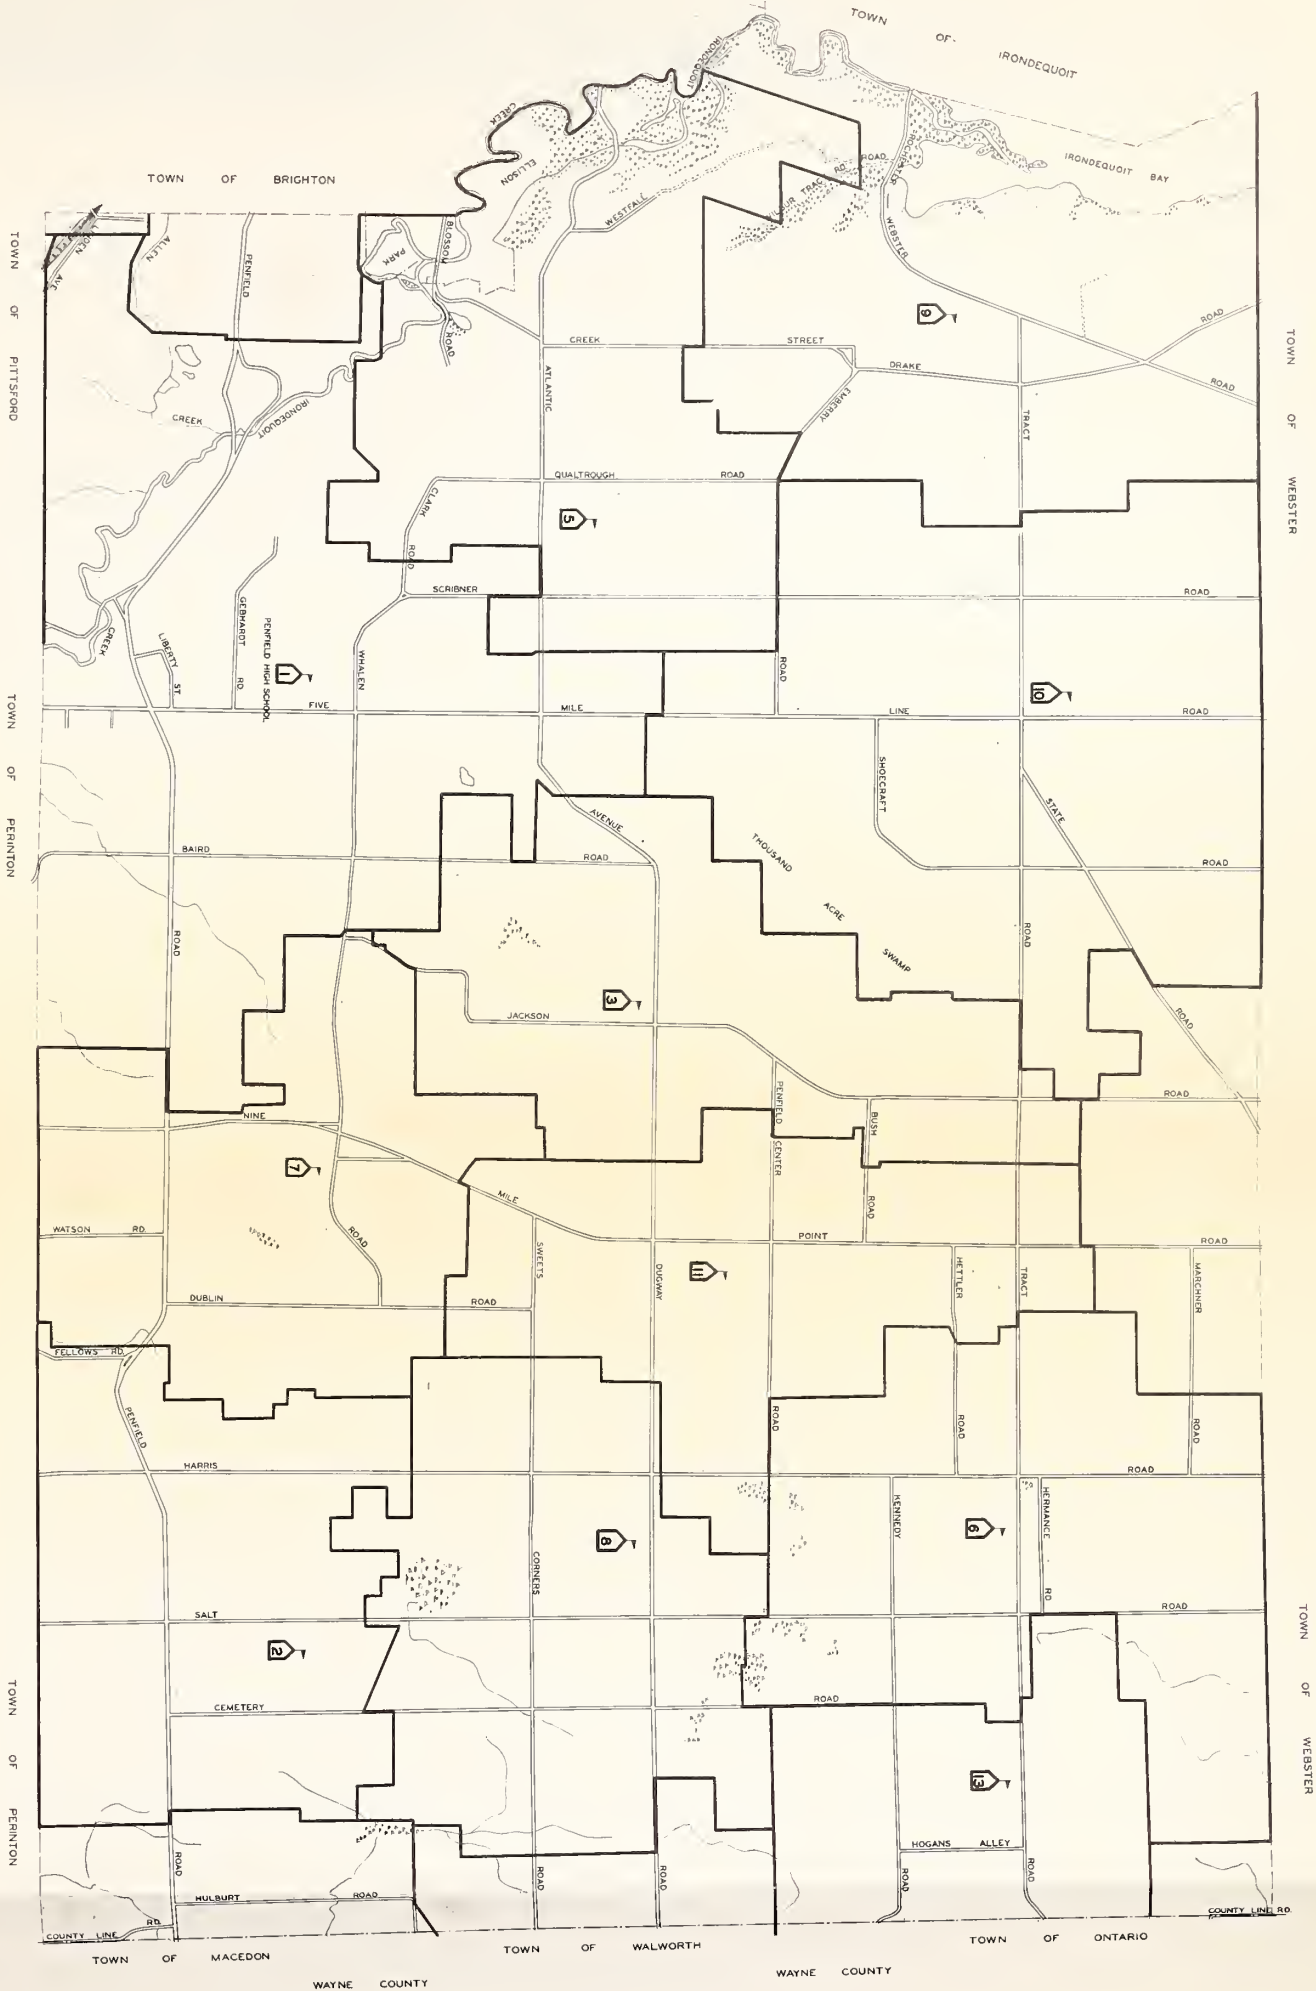 TOWN OF IRONDEQUOIT
IRONDEQUOIT
CREEK
ELLISON
ROCHESTER — WEBSTER
ROAD
IRONDEQUOIT BAY
TOWN OF BRIGHTON
WILBUR TRACT RD.
WESTFALL
TOWN OF PITTSFORD
LINDEN
AVE
ALLEN
PENFIELD
PARK
BLOSSOM
ROAD
9
ROAD
CREEK STREET
DRAKE
ROAD
TOWN OF WEBSTER
ATLANTIC
EMBERRY
TRACT
CREEK
IRONDEQUOIT
QUALTROUGH ROAD
CLARK
ROAD
5
SCRIBNER
ROAD
GEBHARDT
RD.
PENFIELD HIGH SCHOOL
CREEK
LIBERTY
ST.
1
WHALEN
ROAD
10
FIVE MILE LINE ROAD
TOWN OF PERINTON
SHOECRAFT
STATE
AVENUE
THOUSAND
ACRE
SWAMP
BAIRD ROAD
ROAD
ROAD
ROAD
3
JACKSON
ROAD
PENFIELD
CENTER
BUSH
ROAD
ROAD
NINE
MILE
POINT
ROAD
7
WATSON RD.
ROAD
SWEETS
DUGWAY
11
HETTLER
TRACT
MARCHNER
DUBLIN ROAD
FELLOWS RD.
PENFIELD
ROAD
ROAD
ROAD
HARRIS
ROAD
KENNEDY
HERMANCE
RD
6
8
CORNERS
SALT
ROAD
2
CEMETERY
ROAD
TOWN OF WEBSTER
TOWN OF PERINTON
13
HOGANS ALLEY
ROAD
ROAD
ROAD
ROAD
ROAD
HULBURT ROAD
COUNTY LINE RD.
COUNTY LINE RD.
TOWN OF MACEDON
TOWN OF WALWORTH
TOWN OF ONTARIO
WAYNE COUNTY
WAYNE COUNTY